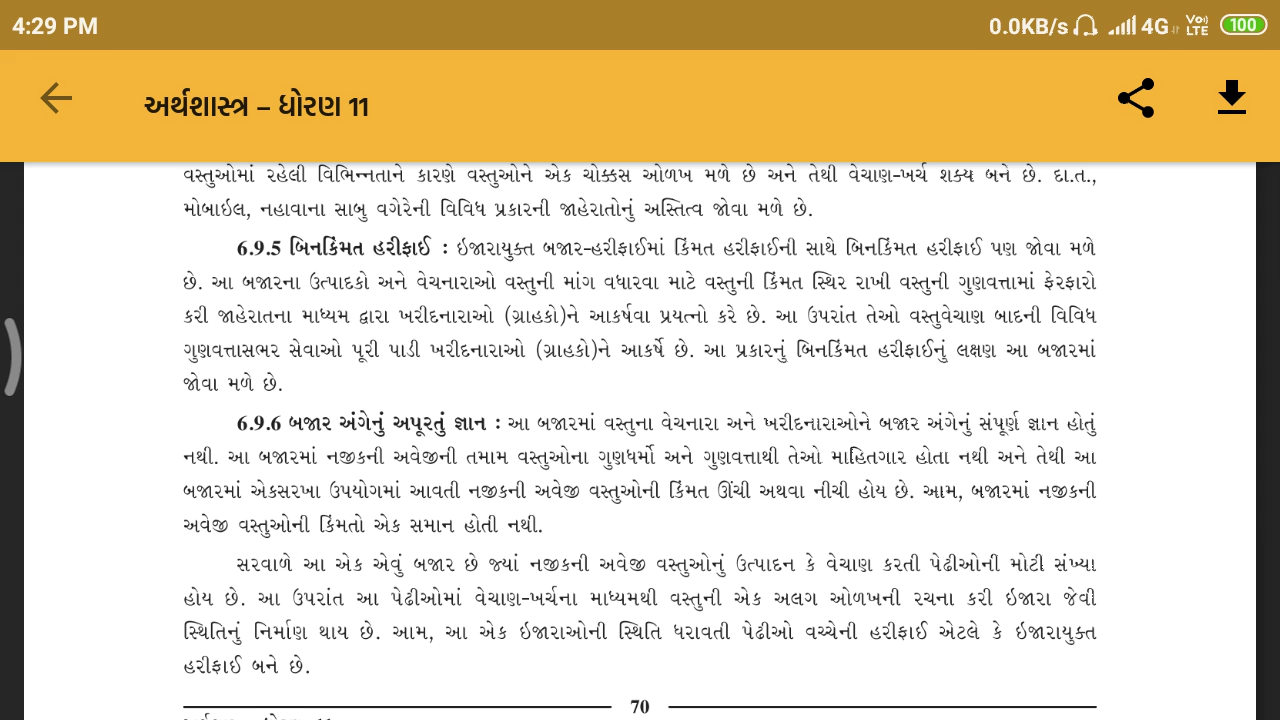 4:29 PM
0.0KB/s 4G Vo LTE 100
અર્થશાસ્ત્ર – ધોરણ 11
વસ્તુઓમાં રહેલી વિભિન્નતાને કારણે વસ્તુઓને એક ચોક્કસ ઓળખ મળે છે અને તેથી વેચાણ-ખર્ચ શક્ય બને છે. દા.ત.,
મોબાઇલ, નહાવાના સાબુ વગેરેની વિવિધ પ્રકારની જાહેરાતોનું અસ્તિત્વ જોવા મળે છે.
6.9.5 બિનકિંમત હરીફાઈ : ઇજારાયુક્ત બજાર-હરીફાઈમાં કિંમત હરીફાઈની સાથે બિનકિંમત હરીફાઈ પણ જોવા મળે
છે. આ બજારના ઉત્પાદકો અને વેચનારાઓ વસ્તુની માંગ વધારવા માટે વસ્તુની કિંમત સ્થિર રાખી વસ્તુની ગુણવત્તામાં ફેરફારો
કરી જાહેરાતના માધ્યમ દ્વારા ખરીદનારાઓ (ગ્રાહકો)ને આકર્ષવા પ્રયત્નો કરે છે. આ ઉપરાંત તેઓ વસ્તુવેચાણ બાદની વિવિધ
ગુણવત્તાસભર સેવાઓ પૂરી પાડી ખરીદનારાઓ (ગ્રાહકો)ને આકર્ષે છે. આ પ્રકારનું બિનકિંમત હરીફાઈનું લક્ષણ આ બજારમાં
જોવા મળે છે.
6.9.6 બજાર અંગેનું અપૂરતું જ્ઞાન : આ બજારમાં વસ્તુના વેચનારા અને ખરીદનારાઓને બજાર અંગેનું સંપૂર્ણ જ્ઞાન હોતું
નથી. આ બજારમાં નજીકની અવેજીની તમામ વસ્તુઓના ગુણધર્મો અને ગુણવત્તાથી તેઓ માહિતગાર હોતા નથી અને તેથી આ
બજારમાં એકસરખા ઉપયોગમાં આવતી નજીકની અવેજી વસ્તુઓની કિંમત ઊંચી અથવા નીચી હોય છે. આમ, બજારમાં નજીકની
અવેજી વસ્તુઓની કિંમતો એક સમાન હોતી નથી.
સરવાળે આ એક એવું બજાર છે જ્યાં નજીકની અવેજી વસ્તુઓનું ઉત્પાદન કે વેચાણ કરતી પેઢીઓની મોટી સંખ્યા
હોય છે. આ ઉપરાંત આ પેઢીઓમાં વેચાણ-ખર્ચના માધ્યમથી વસ્તુની એક અલગ ઓળખની રચના કરી ઇજારા જેવી
સ્થિતિનું નિર્માણ થાય છે. આમ, આ એક ઇજારાઓની સ્થિતિ ધરાવતી પેઢીઓ વચ્ચેની હરીફાઈ એટલે કે ઇજારાયુક્ત
હરીફાઈ બને છે.
70